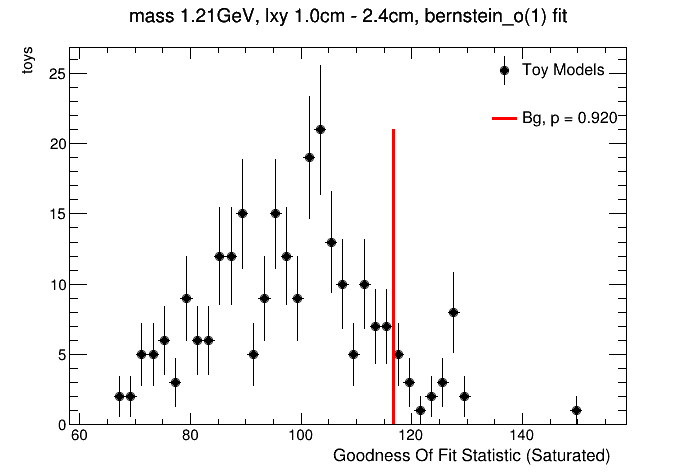 mass 1.21GeV, lxy 1.0cm - 2.4cm, bernstein_o(1) fit
toys
Toy Models
Bg, p = 0.920
25
20
15
10
5
0
60 80 100 120 140
Goodness Of Fit Statistic (Saturated)